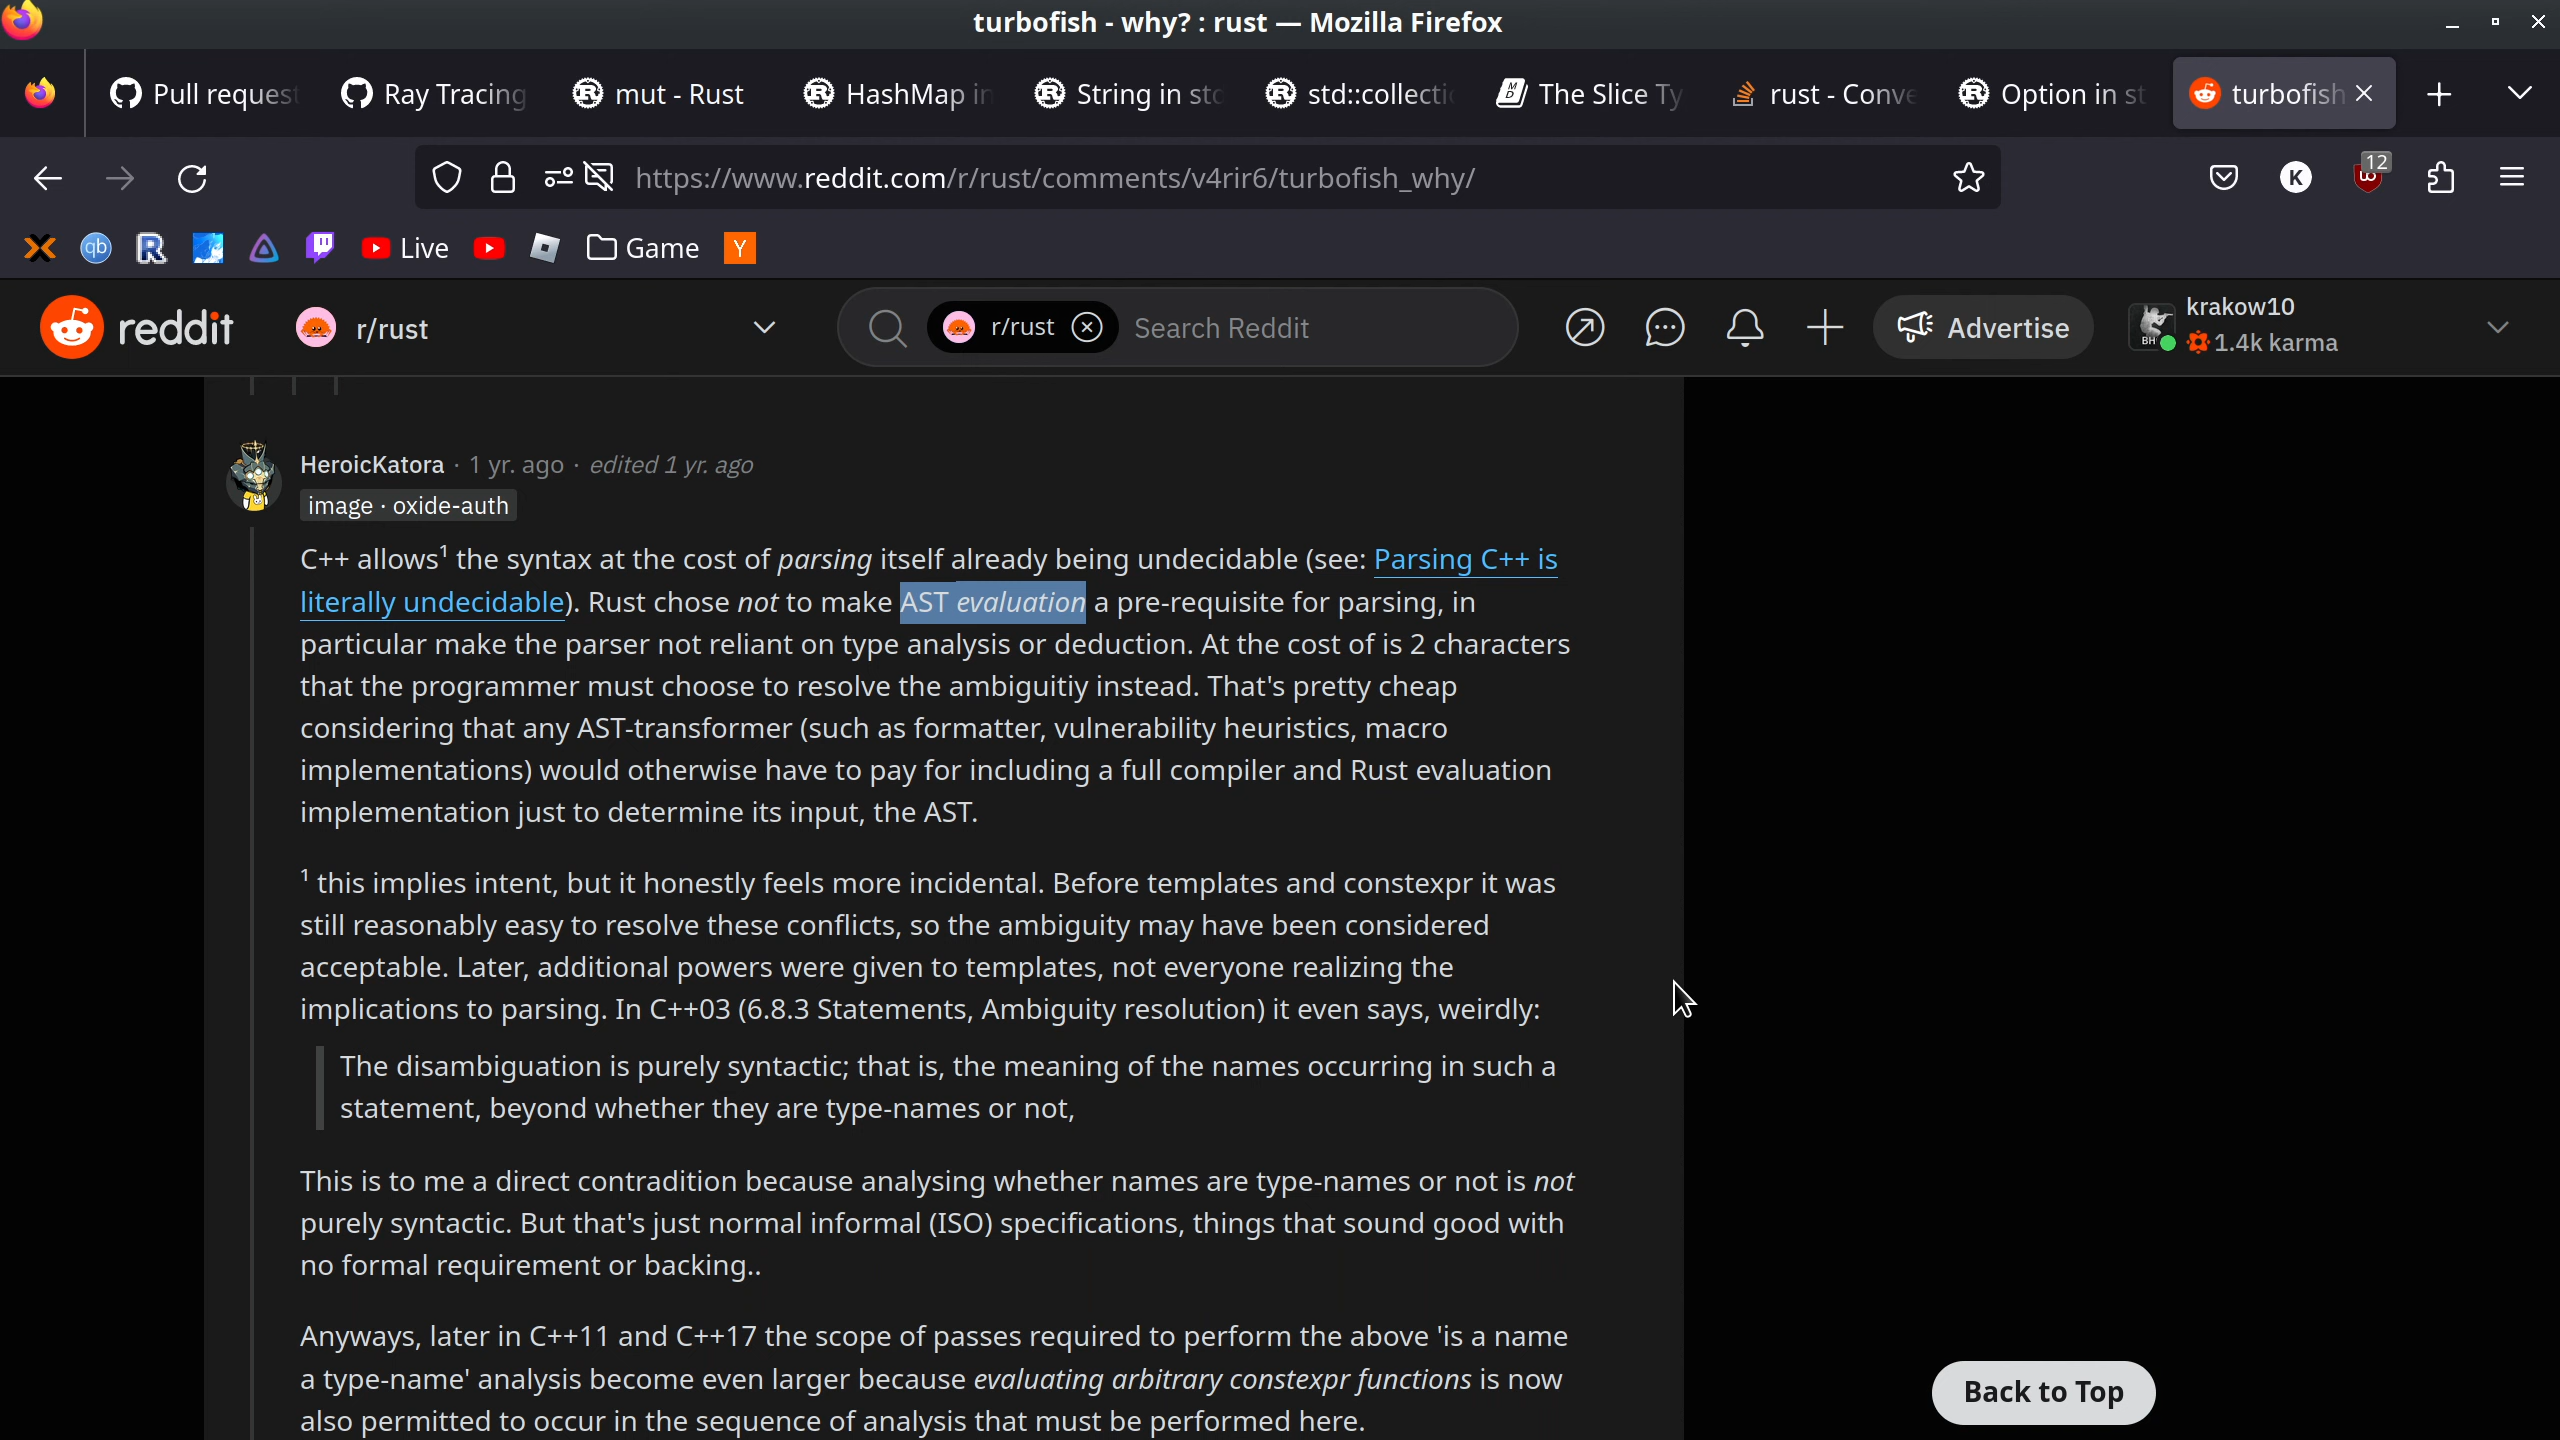 turbofish - why? : rust — Mozilla Firefox
Pull request
Ray Tracing
mut - Rust
HashMap in
String in std
std::collectio
The Slice Ty
rust - Conve
Option in st
turbofish
https://www.reddit.com/r/rust/comments/v4rir6/turbofish_why/
K
12
qb
R
Live
Game
Y
reddit
r/rust
r/rust
Search Reddit
Advertise
BH
krakow10
1.4k karma
HeroicKatora · 1 yr. ago · edited 1 yr. ago
image · oxide-auth
C++ allows¹ the syntax at the cost of parsing itself already being undecidable (see: Parsing C++ is
literally undecidable). Rust chose not to make AST evaluation a pre-requisite for parsing, in
particular make the parser not reliant on type analysis or deduction. At the cost of is 2 characters
that the programmer must choose to resolve the ambiguitiy instead. That's pretty cheap
considering that any AST-transformer (such as formatter, vulnerability heuristics, macro
implementations) would otherwise have to pay for including a full compiler and Rust evaluation
implementation just to determine its input, the AST.
¹ this implies intent, but it honestly feels more incidental. Before templates and constexpr it was
still reasonably easy to resolve these conflicts, so the ambiguity may have been considered
acceptable. Later, additional powers were given to templates, not everyone realizing the
implications to parsing. In C++03 (6.8.3 Statements, Ambiguity resolution) it even says, weirdly:
The disambiguation is purely syntactic; that is, the meaning of the names occurring in such a
statement, beyond whether they are type-names or not,
This is to me a direct contradition because analysing whether names are type-names or not is not
purely syntactic. But that's just normal informal (ISO) specifications, things that sound good with
no formal requirement or backing..
Anyways, later in C++11 and C++17 the scope of passes required to perform the above 'is a name
a type-name' analysis become even larger because evaluating arbitrary constexpr functions is now
also permitted to occur in the sequence of analysis that must be performed here.
Back to Top